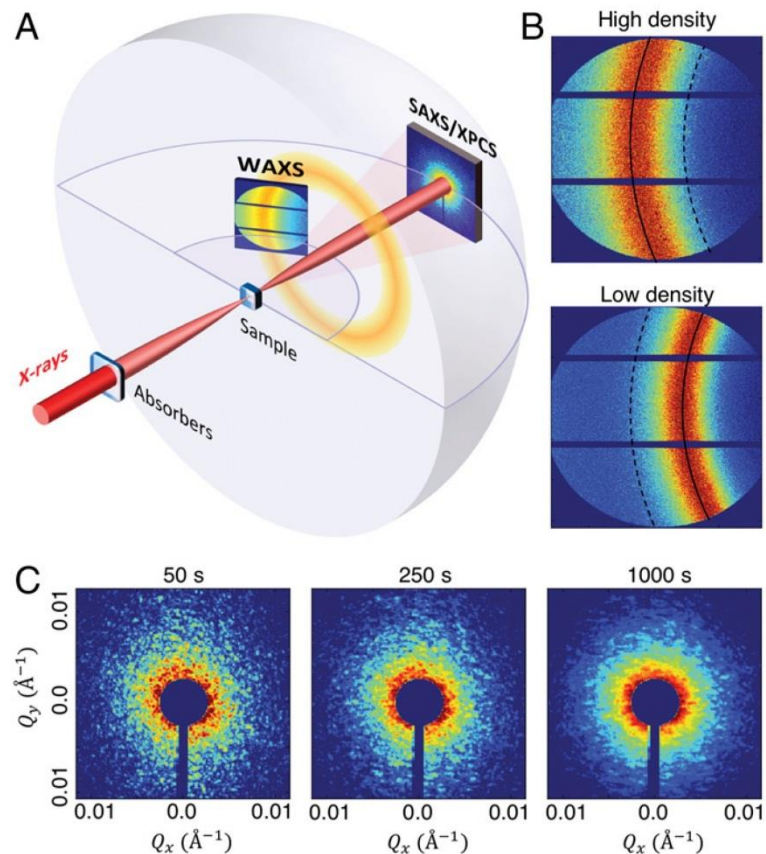 A
WAXS
SAXS/XPCS
Sample
X-rays
Absorbers
B
High density
Low density
C
50 s
250 s
1000 s
0.01
0.0
0.01
Q_y (Å⁻¹)
0.01 0.0 0.01
Q_x (Å⁻¹)
0.01 0.0 0.01
Q_x (Å⁻¹)
0.01 0.0 0.01
Q_x (Å⁻¹)